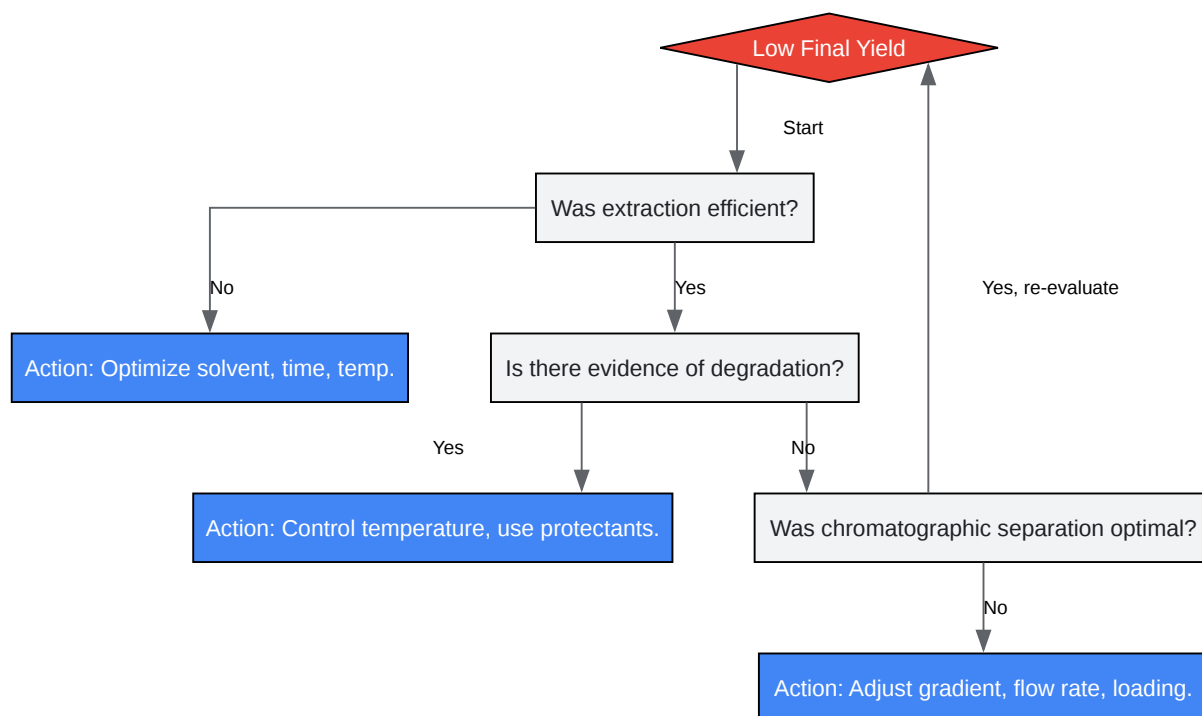 Low Final Yield
Start
Was extraction efficient?
No
Yes
Yes, re-evaluate
Action: Optimize solvent, time, temp.
Is there evidence of degradation?
Yes
No
Action: Control temperature, use protectants.
Was chromatographic separation optimal?
No
Action: Adjust gradient, flow rate, loading.